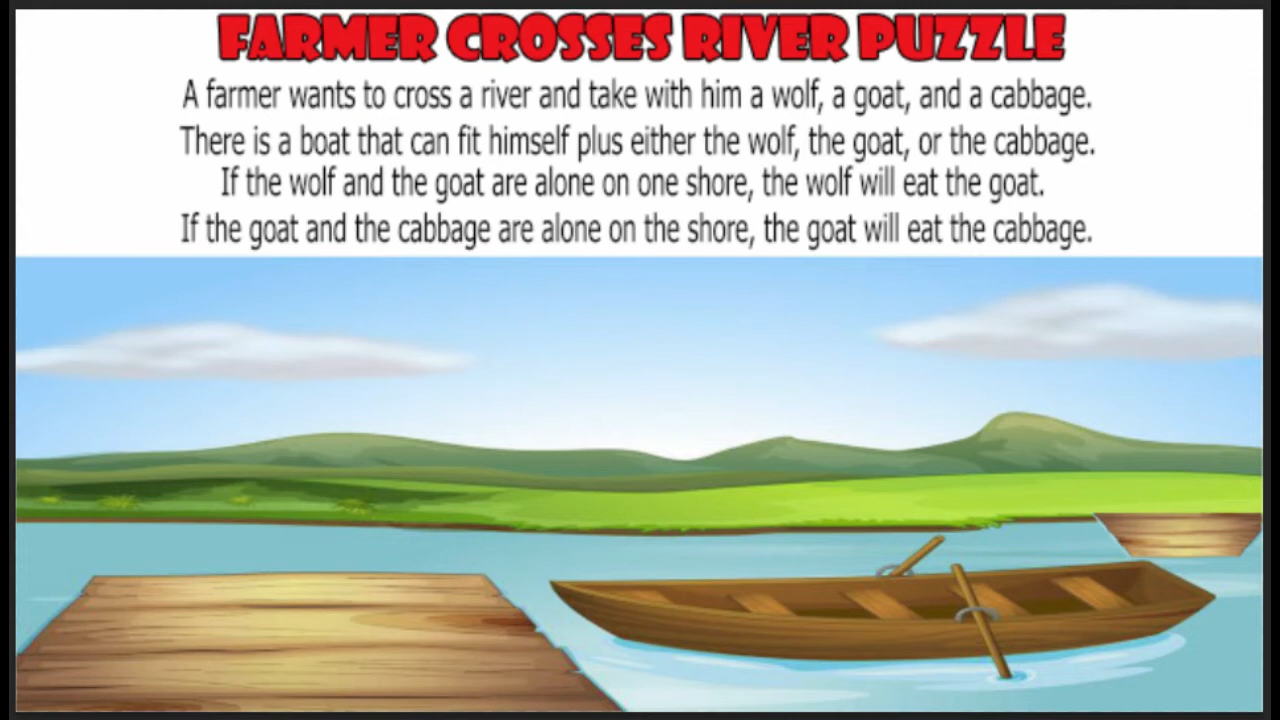 FARMER CROSSES RIVER PUZZLE
A farmer wants to cross a river and take with him a wolf, a goat, and a cabbage.
There is a boat that can fit himself plus either the wolf, the goat, or the cabbage.
If the wolf and the goat are alone on one shore, the wolf will eat the goat.
If the goat and the cabbage are alone on the shore, the goat will eat the cabbage.